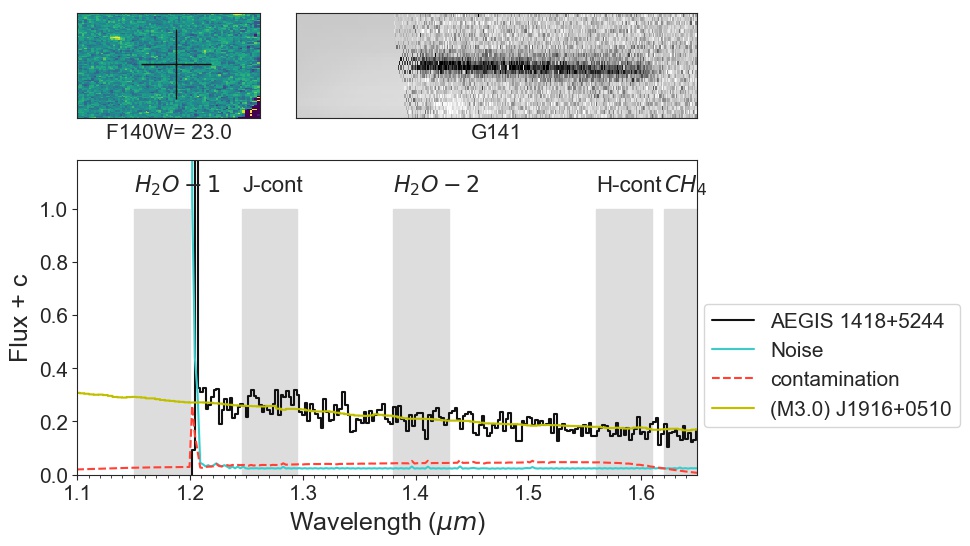 F140W= 23.0
G141
H₂O − 1
J-cont
H₂O − 2
H-cont
CH₄
1.0
0.8
0.6
0.4
0.2
0.0
Flux + c
1.1
1.2
1.3
1.4
1.5
1.6
Wavelength (μm)
AEGIS 1418+5244
Noise
contamination
(M3.0) J1916+0510